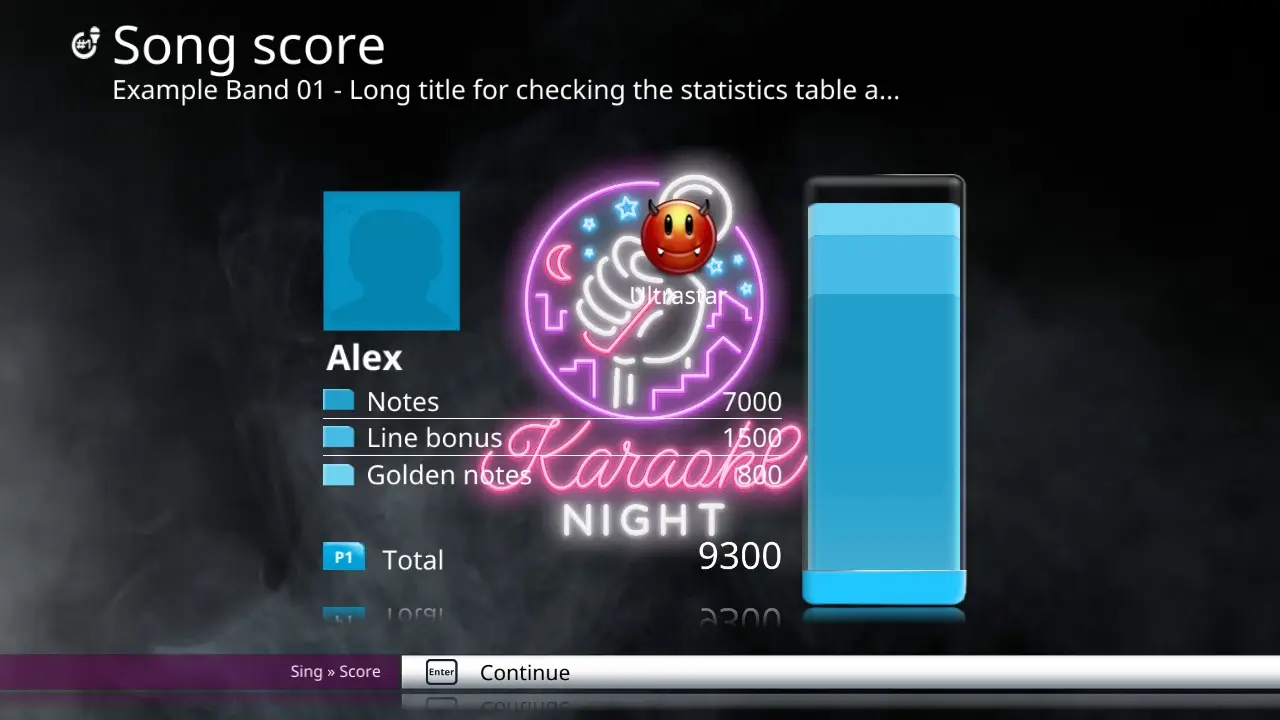 #1
Song score
Example Band 01 - Long title for checking the statistics table a...
Ultrastar
Alex
Notes 7000
Line bonus 1500
Golden notes 800
Karaoke
NIGHT
P1 Total 9300
Sing » Score
Enter Continue